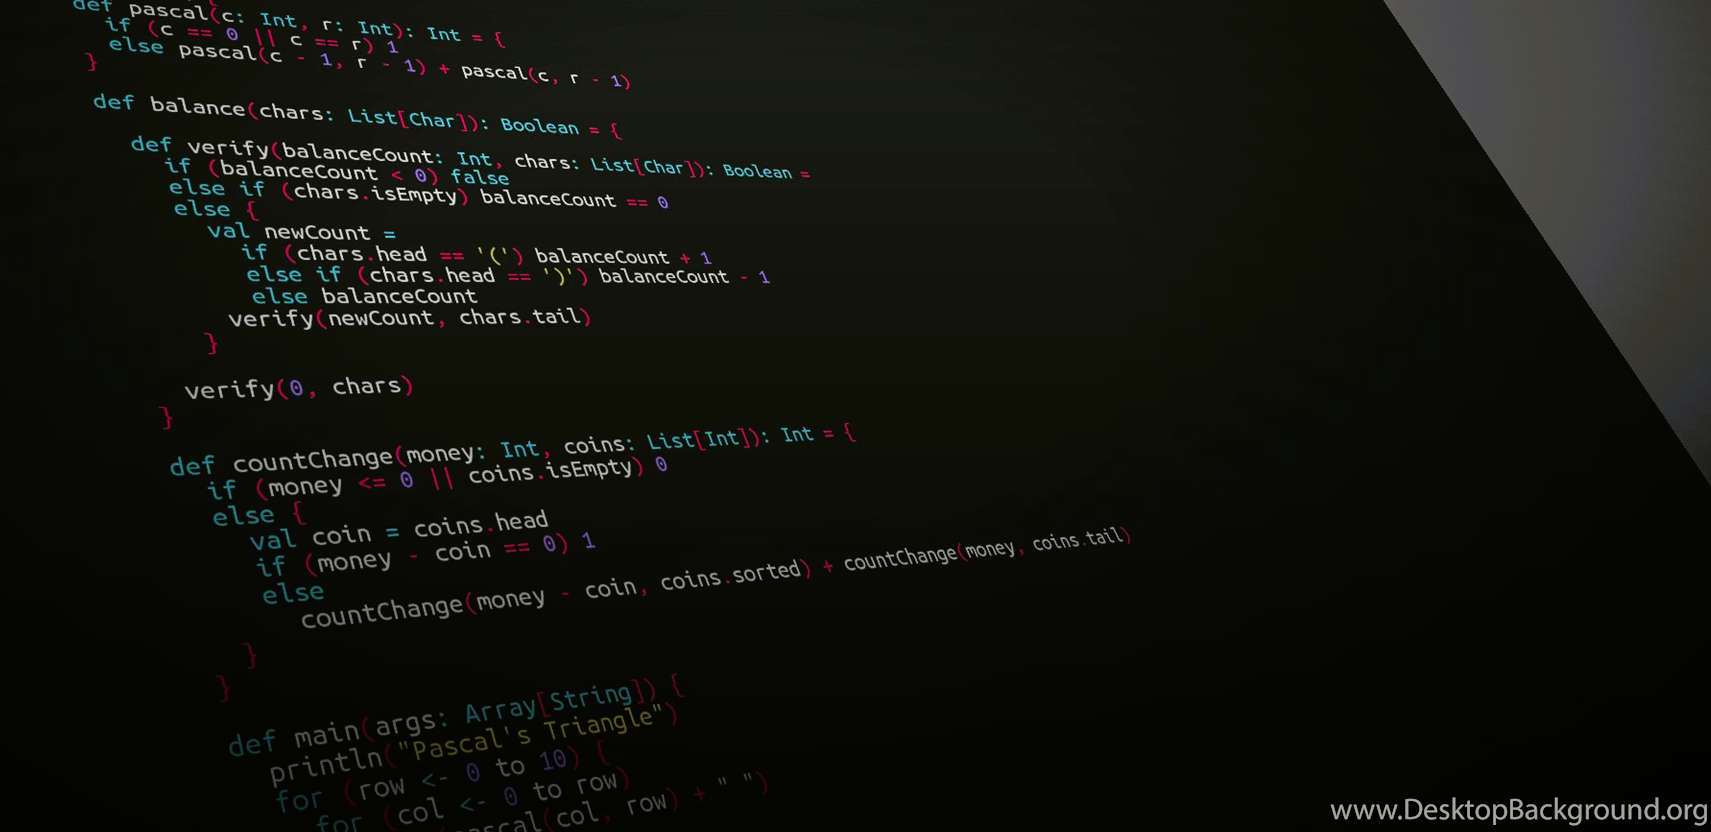 def pascal(c: Int, r: Int): Int = {
if (c == 0 || c == r) 1
else pascal(c - 1, r - 1) + pascal(c, r - 1)
}
def balance(chars: List[Char]): Boolean = {
def verify(balanceCount: Int, chars: List[Char]): Boolean =
if (balanceCount < 0) false
else if (chars.isEmpty) balanceCount == 0
else {
val newCount =
if (chars.head == '(') balanceCount + 1
else if (chars.head == ')') balanceCount - 1
else balanceCount
verify(newCount, chars.tail)
}
verify(0, chars)
}
def countChange(money: Int, coins: List[Int]): Int = {
if (money <= 0 || coins.isEmpty) 0
else {
val coin = coins.head
if (money - coin == 0) 1
else
countChange(money - coin, coins.sorted) + countChange(money, coins.tail)
}
}
def main(args: Array[String]) {
println("Pascal's Triangle")
for (row <- 0 to 10) {
for (col <- 0 to row)
(col, row) + " ")
www.DesktopBackground.org